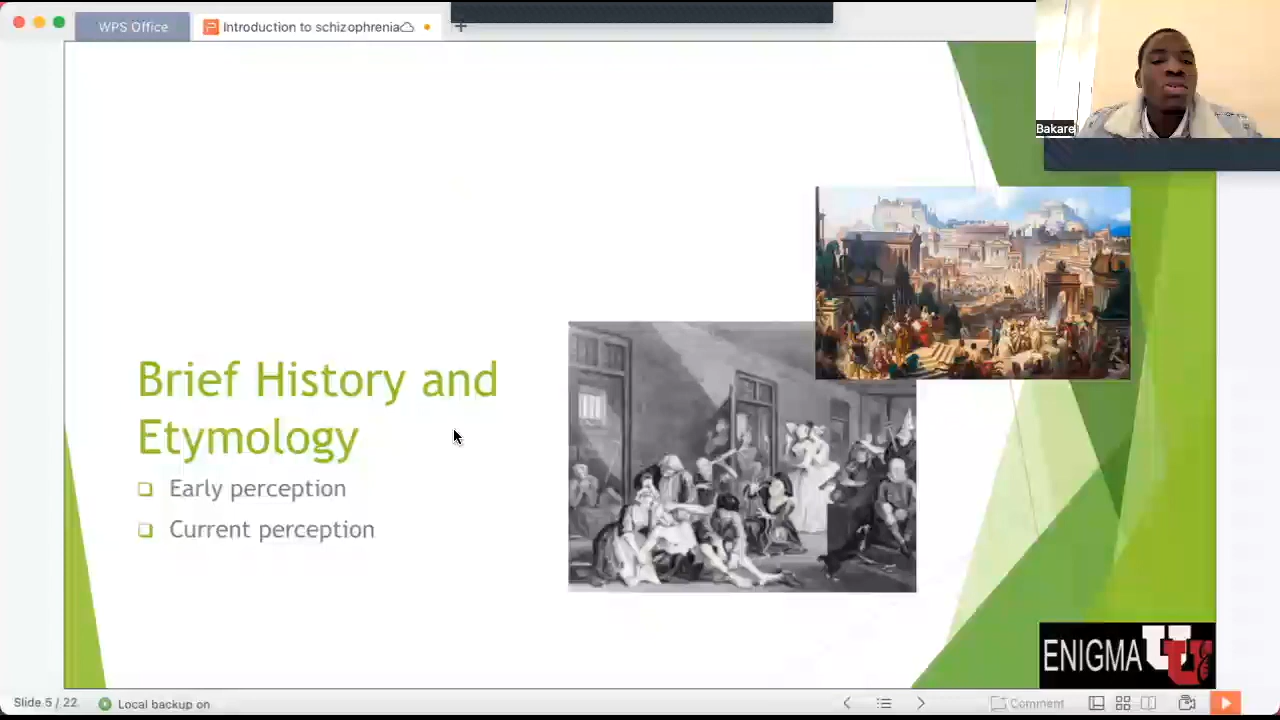 WPS Office
Introduction to schizophrenia
+
Bakare
Brief History and
Etymology
Early perception
Current perception
ENIGMA U
Slide 5 / 22
Local backup on
Comment